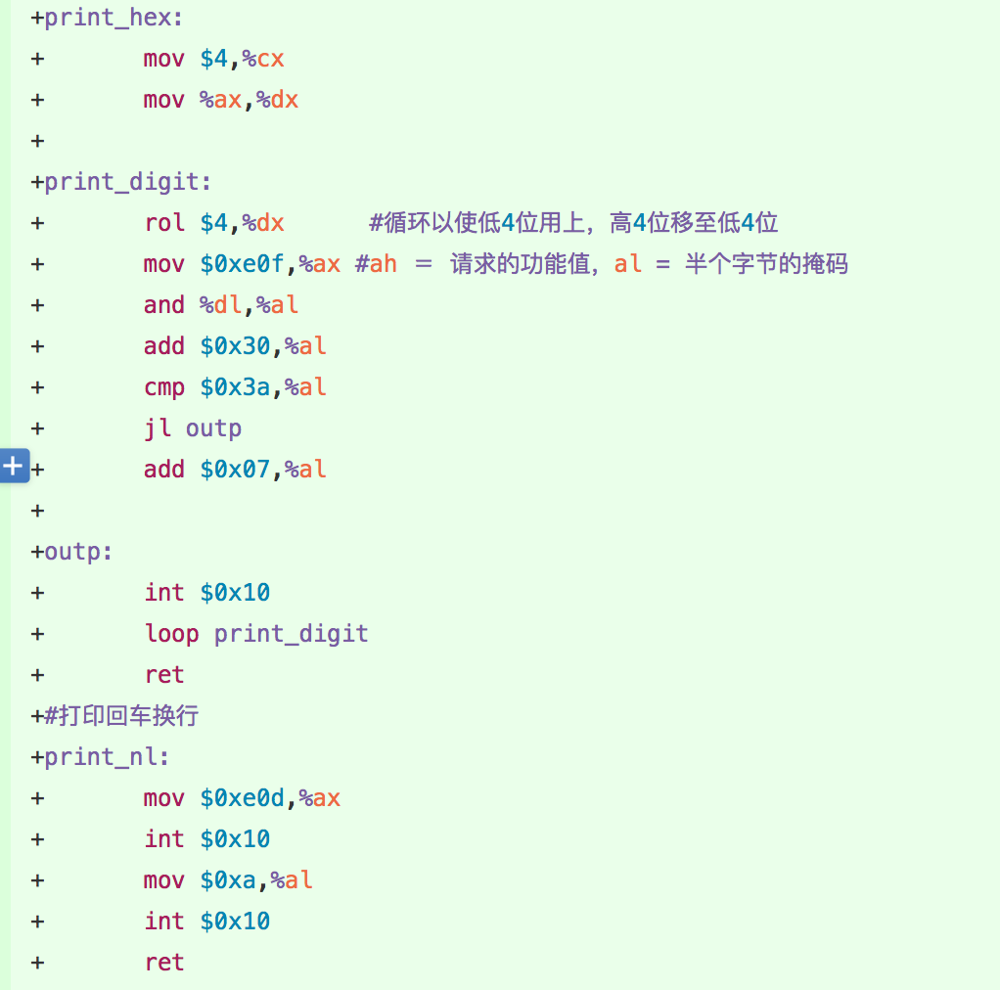 +print_hex:
+       mov $4,%cx
+       mov %ax,%dx
+
+print_digit:
+       rol $4,%dx      #循环以使低4位用上，高4位移至低4位
+       mov $0xe0f,%ax #ah ＝ 请求的功能值，al = 半个字节的掩码
+       and %dl,%al
+       add $0x30,%al
+       cmp $0x3a,%al
+       jl outp
+       add $0x07,%al
+
+outp:
+       int $0x10
+       loop print_digit
+       ret
+#打印回车换行
+print_nl:
+       mov $0xe0d,%ax
+       int $0x10
+       mov $0xa,%al
+       int $0x10
+       ret